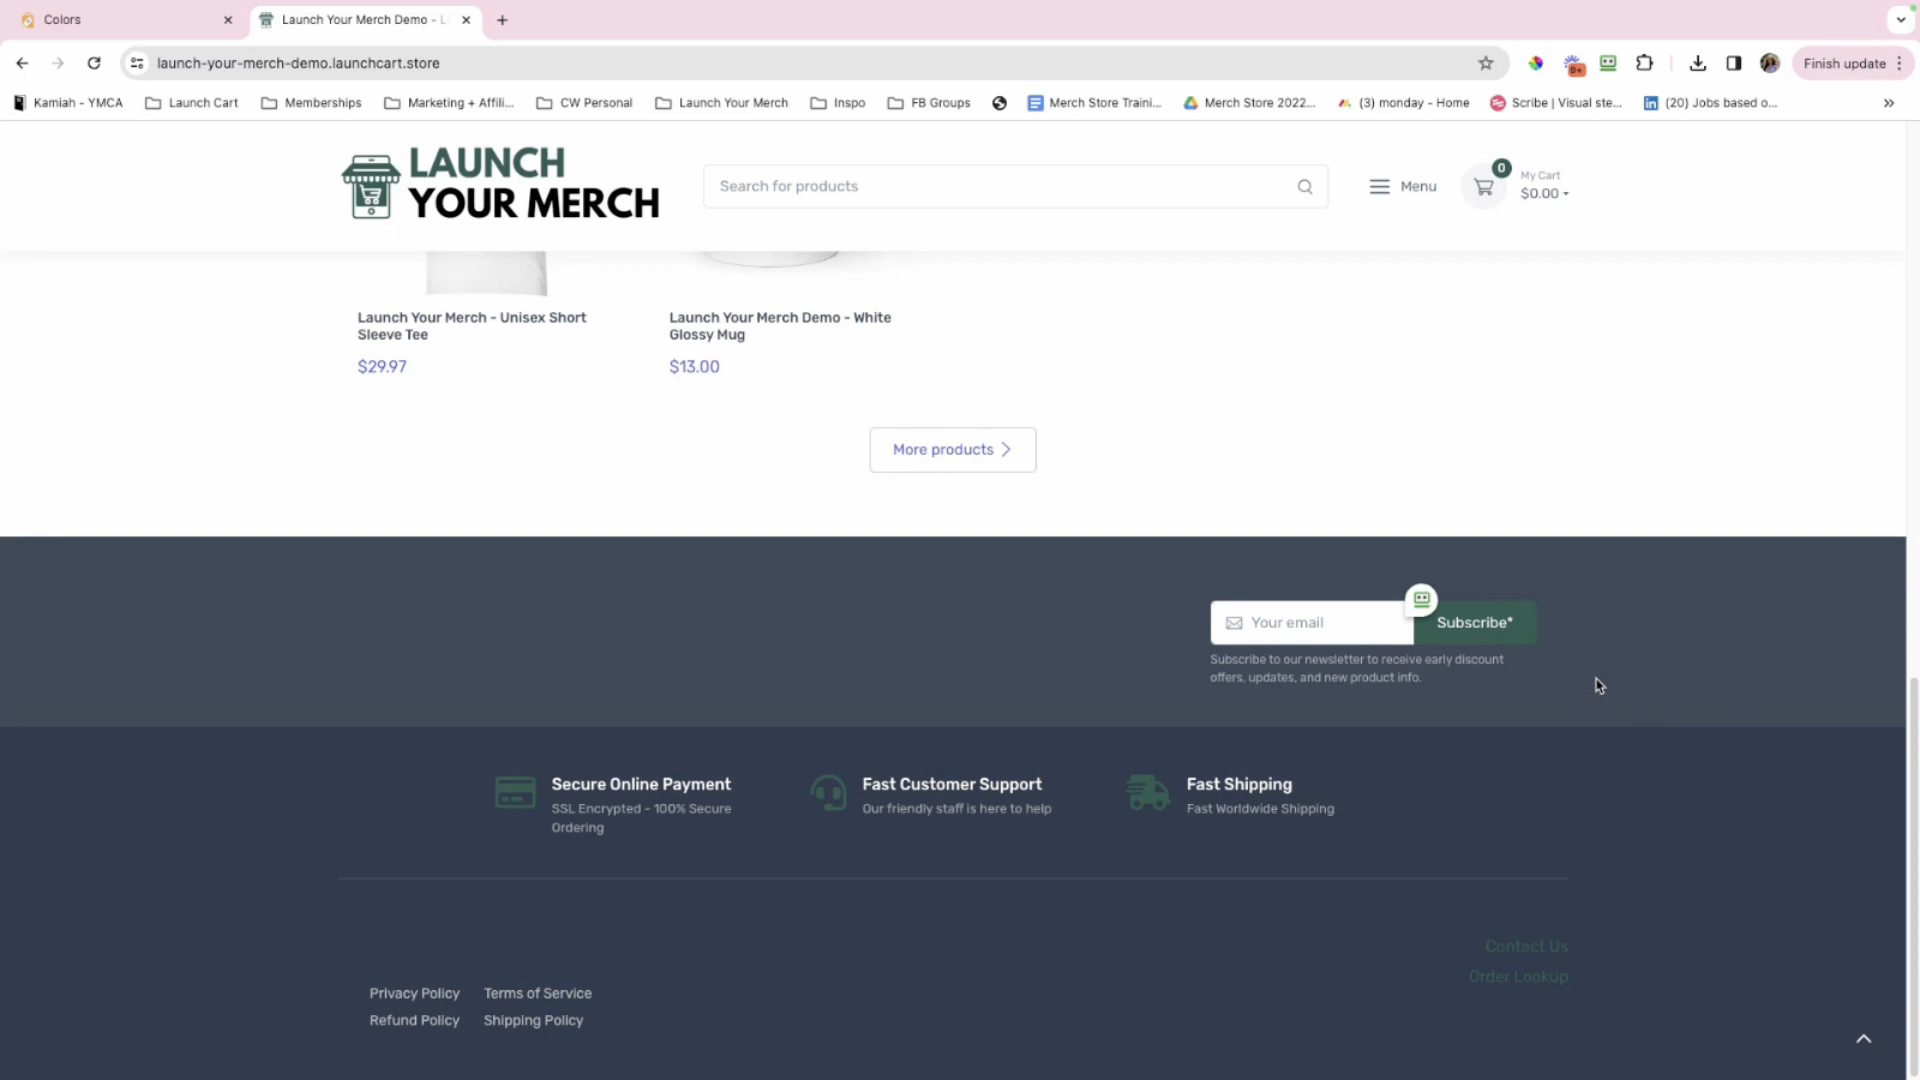 Colors
Launch Your Merch Demo - L
launch-your-merch-demo.launchcart.store
Finish update
Kamiah - YMCA
Launch Cart
Memberships
Marketing + Affili...
CW Personal
Launch Your Merch
Inspo
FB Groups
Merch Store Traini...
Merch Store 2022...
(3) monday - Home
Scribe | Visual ste...
(20) Jobs based o...
LAUNCH
YOUR MERCH
Search for products
Menu
0
My Cart
$0.00
Launch Your Merch - Unisex Short
Sleeve Tee
$29.97
Launch Your Merch Demo - White
Glossy Mug
$13.00
More products
Your email
Subscribe*
Subscribe to our newsletter to receive early discount
offers, updates, and new product info.
Secure Online Payment
SSL Encrypted - 100% Secure
Ordering
Fast Customer Support
Our friendly staff is here to help
Fast Shipping
Fast Worldwide Shipping
Contact Us
Order Lookup
Privacy Policy
Terms of Service
Refund Policy
Shipping Policy